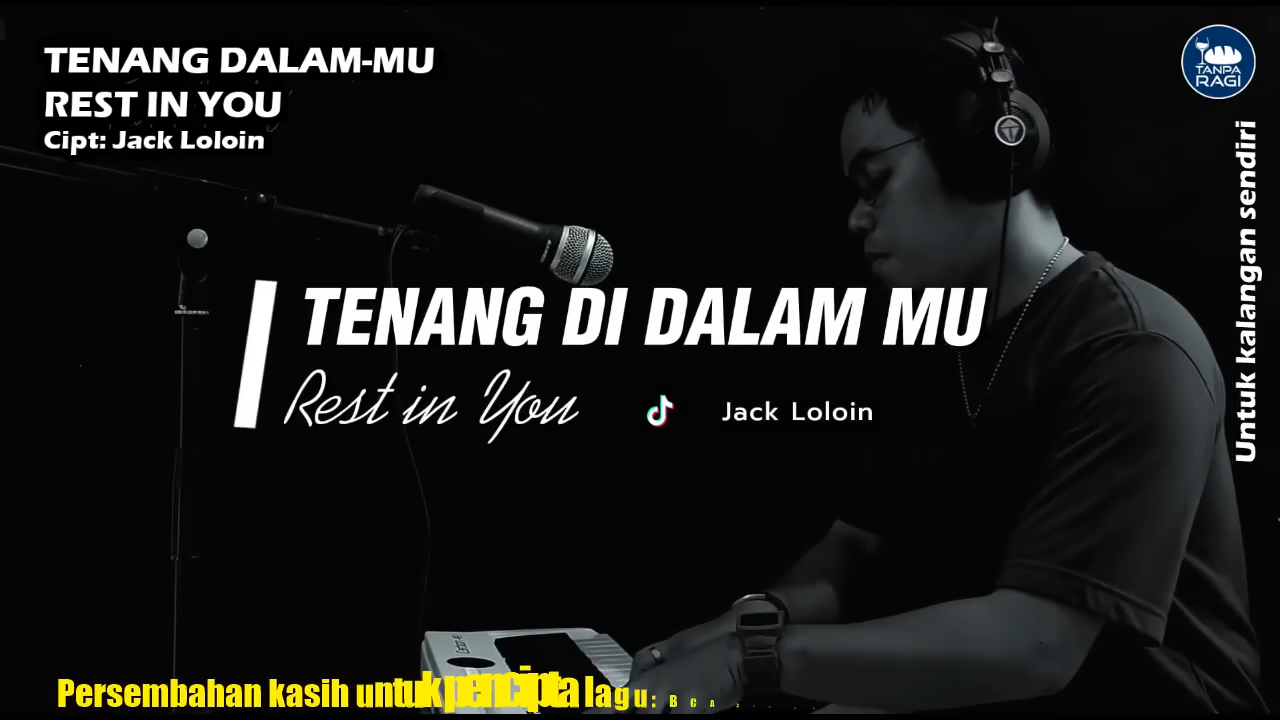 TENANG DALAM-MU
REST IN YOU
Cipt: Jack Loloin
TANPA
RAGI
Untuk kalangan sendiri
TENANG DI DALAM MU
Rest in You
Jack Loloin
Persembahan kasih untuk pencipta lagu: BCA